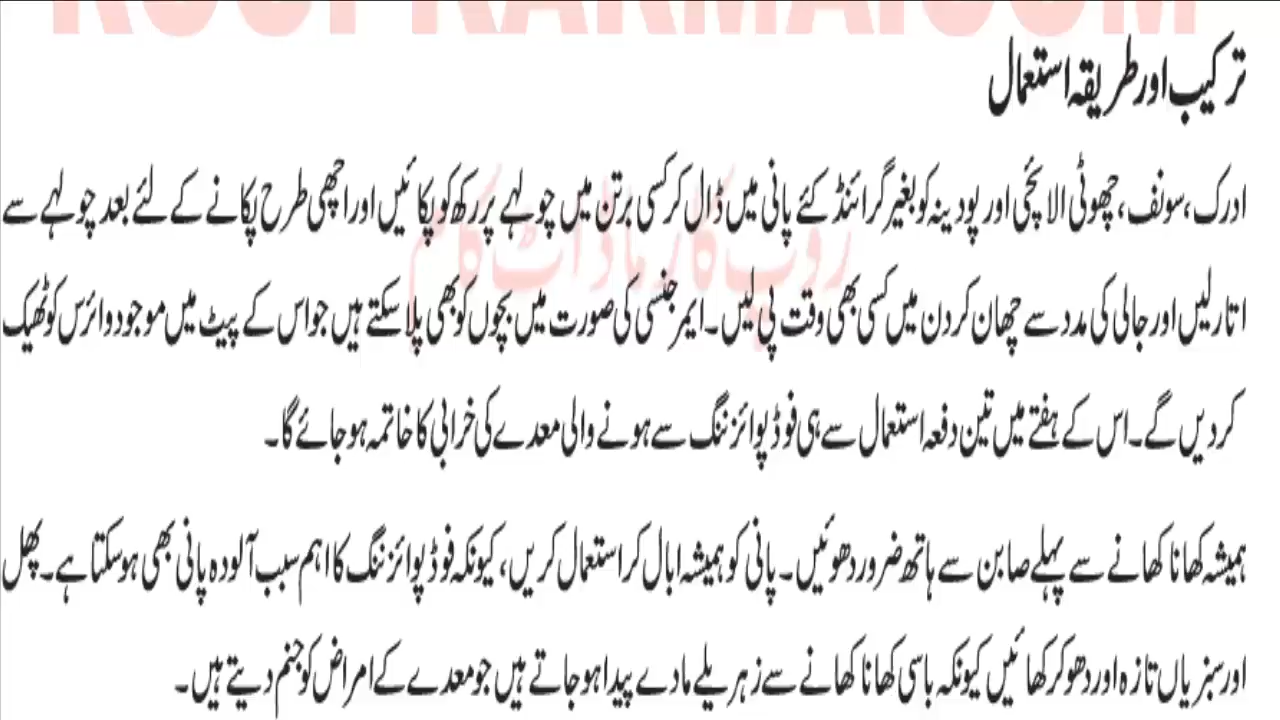 ROOPKARMA.COM
ترکیب اور طریقہ استعمال
ادرک، سونف، چھوٹی الائچی اور پودینہ کو بغیر گرائنڈ کئے پانی میں ڈال کر کسی برتن میں چولہے پر رکھ کو پکائیں اور اچھی طرح پکانے کے لئے بعد چولہے سے
روپ کار ما ڈاٹ کام
اتار لیں اور جالی کی مدد سے چھان کر دن میں کسی بھی وقت پی لیں۔ ایمرجنسی کی صورت میں بچوں کو بھی پلا سکتے ہیں جو اس کے پیٹ میں موجود وائرس کو ٹھیک
کر دیں گے۔ اس کے ہفتے میں تین دفعہ استعمال سے ہی فوڈ پوائزننگ سے ہونے والی معدے کی خرابی کا خاتمہ ہو جائے گا۔
ہمیشہ کھانا کھانے سے پہلے صابن سے ہاتھ ضرور دھوئیں۔ پانی کو ہمیشہ ابال کر استعمال کریں، کیونکہ فوڈ پوائزننگ کا اہم سبب آلودہ پانی بھی ہو سکتا ہے۔ پھل
اور سبزیاں تازہ اور دھو کر کھائیں کیونکہ باسی کھانا کھانے سے زہریلے مادے پیدا ہو جاتے ہیں جو معدے کے امراض کو جنم دیتے ہیں۔